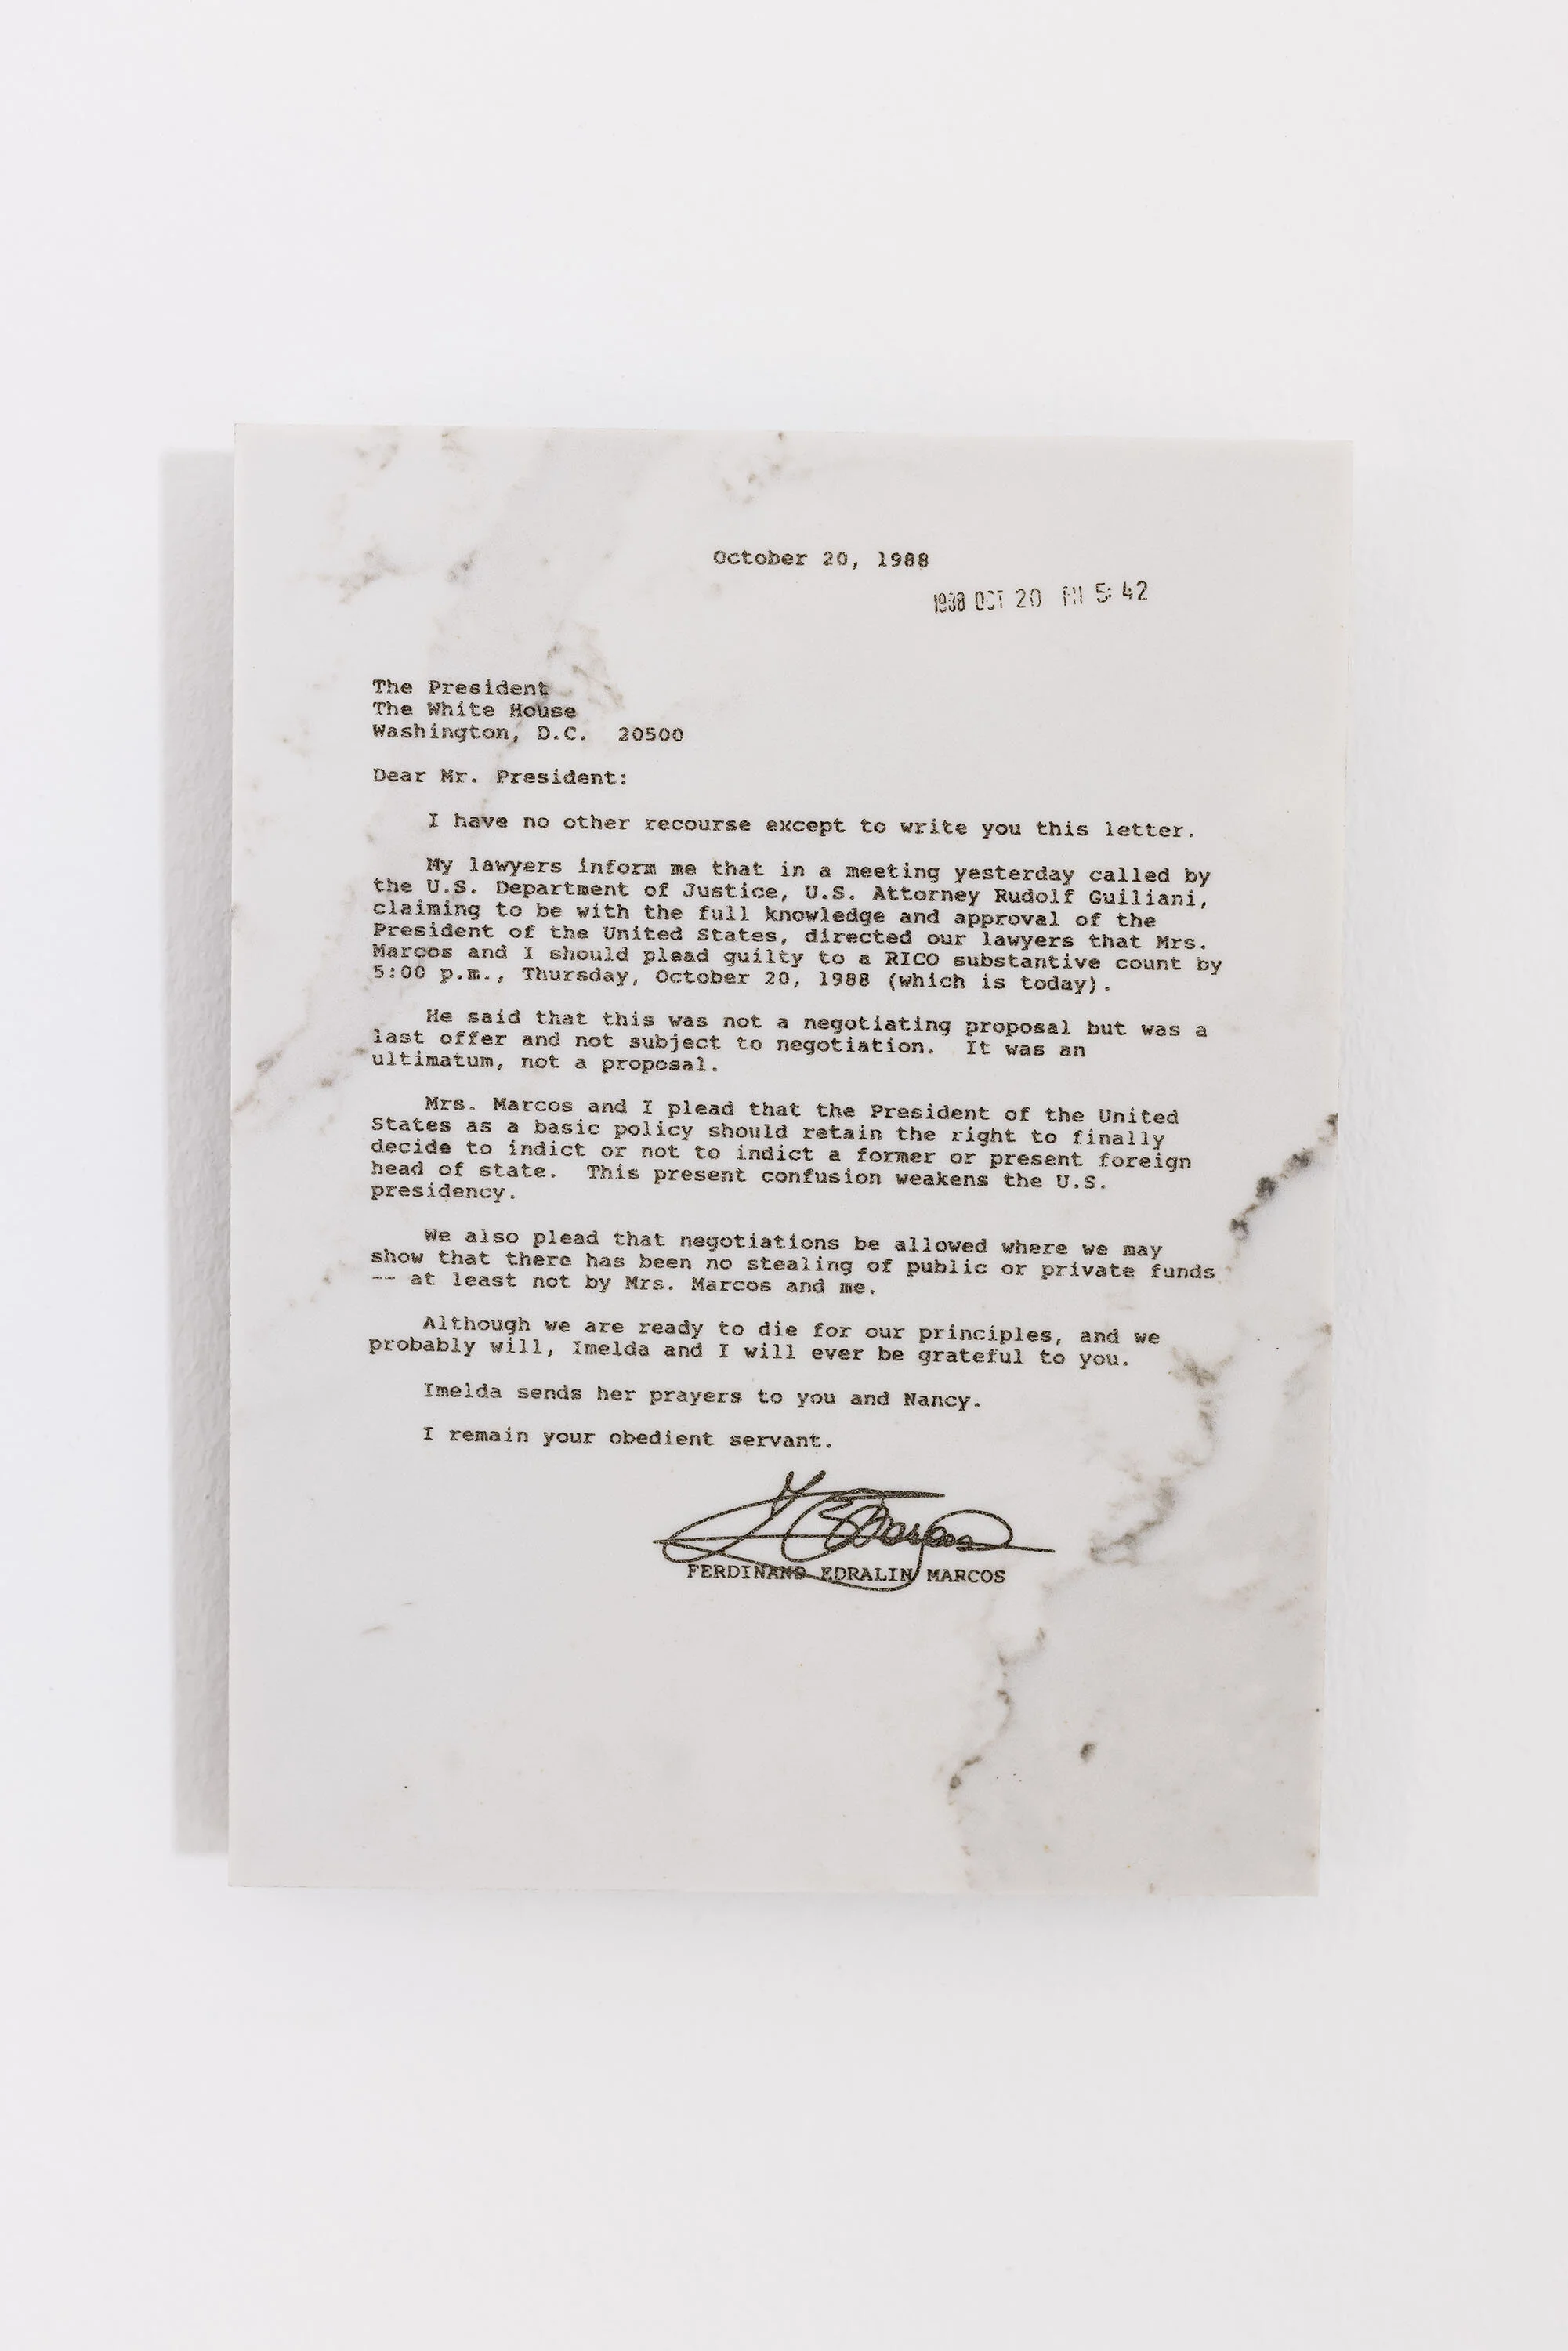 October 20, 1988
1988 OCT 20 PM 5:42
The President
The White House
Washington, D.C. 20500
Dear Mr. President:
I have no other recourse except to write you this letter.
My lawyers inform me that in a meeting yesterday called by
the U.S. Department of Justice, U.S. Attorney Rudolf Guiliani,
claiming to be with the full knowledge and approval of the
President of the United States, directed our lawyers that Mrs.
Marcos and I should plead guilty to a RICO substantive count by
5:00 p.m., Thursday, October 20, 1988 (which is today).
He said that this was not a negotiating proposal but was a
last offer and not subject to negotiation. It was an
ultimatum, not a proposal.
Mrs. Marcos and I plead that the President of the United
States as a basic policy should retain the right to finally
decide to indict or not to indict a former or present foreign
head of state. This present confusion weakens the U.S.
presidency.
We also plead that negotiations be allowed where we may
show that there has been no stealing of public or private funds
-- at least not by Mrs. Marcos and me.
Although we are ready to die for our principles, and we
probably will, Imelda and I will ever be grateful to you.
Imelda sends her prayers to you and Nancy.
I remain your obedient servant.
FERDINAND EDRALIN MARCOS